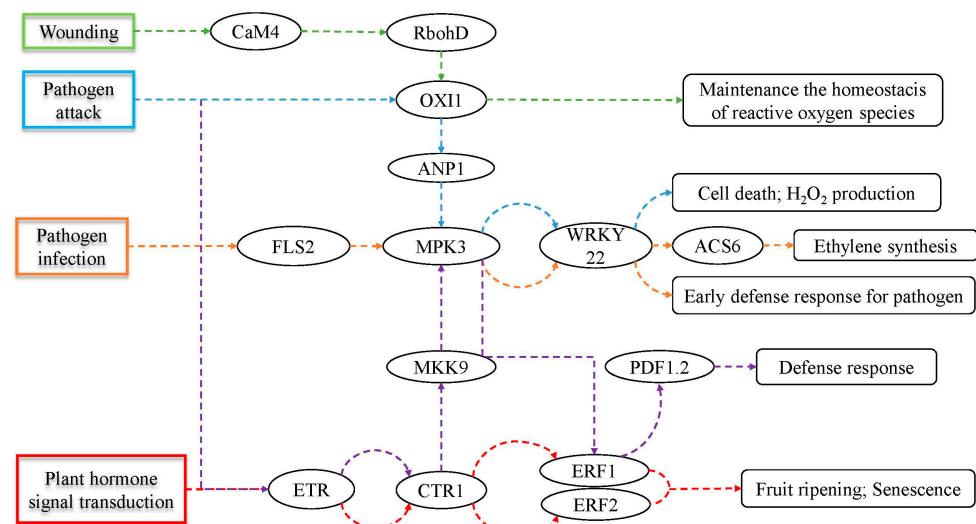 Wounding
CaM4
RbohD
Pathogen
attack
OXI1
Maintenance the homeostacis
of reactive oxygen species
ANP1
Cell death; H₂O₂ production
Pathogen
infection
FLS2
MPK3
WRKY
22
ACS6
Ethylene synthesis
Early defense response for pathogen
MKK9
PDF1.2
Defense response
Plant hormone
signal transduction
ETR
CTR1
ERF1
ERF2
Fruit ripening; Senescence